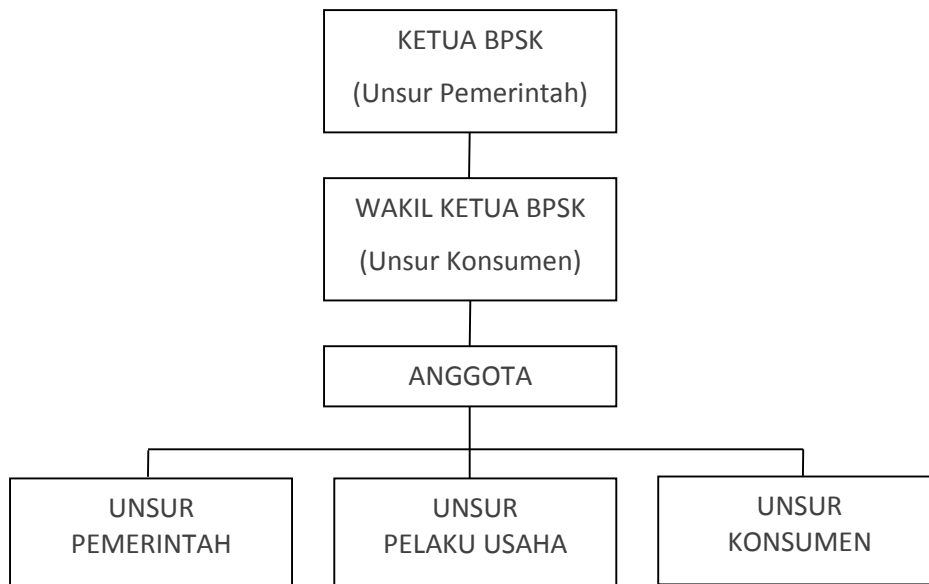 KETUA BPSK
(Unsur Pemerintah)
WAKIL KETUA BPSK
(Unsur Konsumen)
ANGGOTA
UNSUR
PEMERINTAH
UNSUR
PELAKU USAHA
UNSUR
KONSUMEN